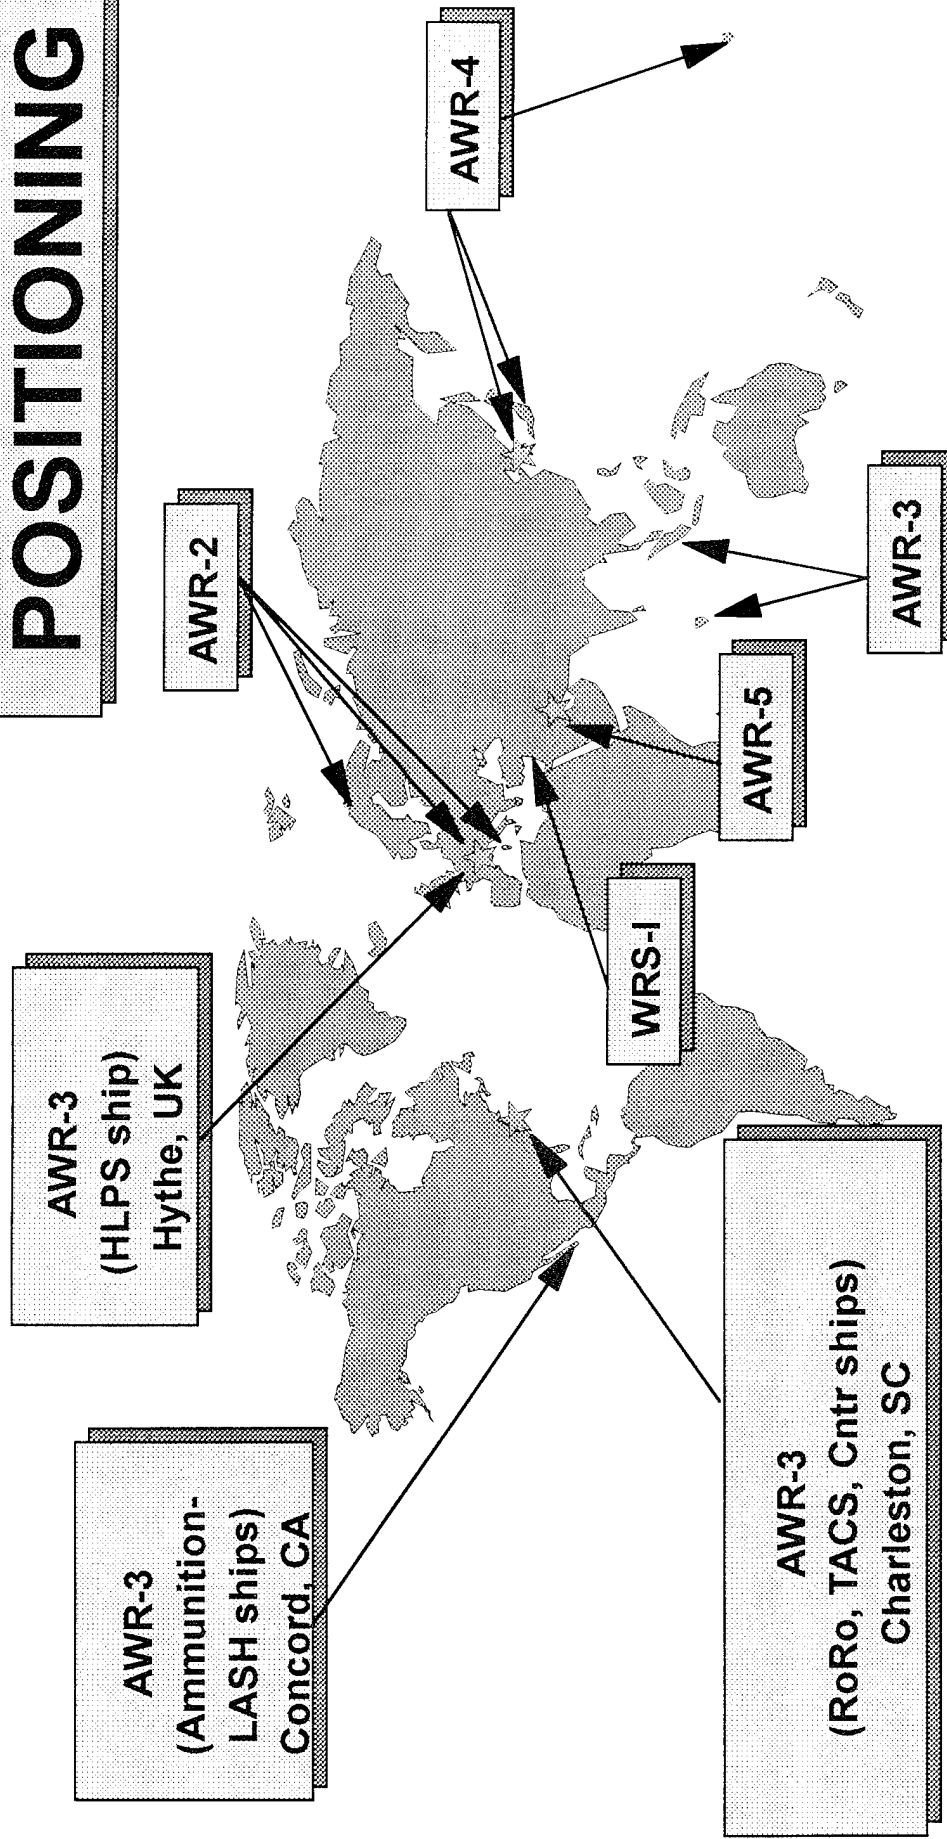 POSITIONING
AWR-3
(Ammunition-
LASH ships)
Concord, CA
AWR-3
(HLPS ship)
Hythe, UK
AWR-2
AWR-4
AWR-3
(RoRo, TACS, Cntr ships)
Charleston, SC
WRS-I
AWR-5
AWR-3